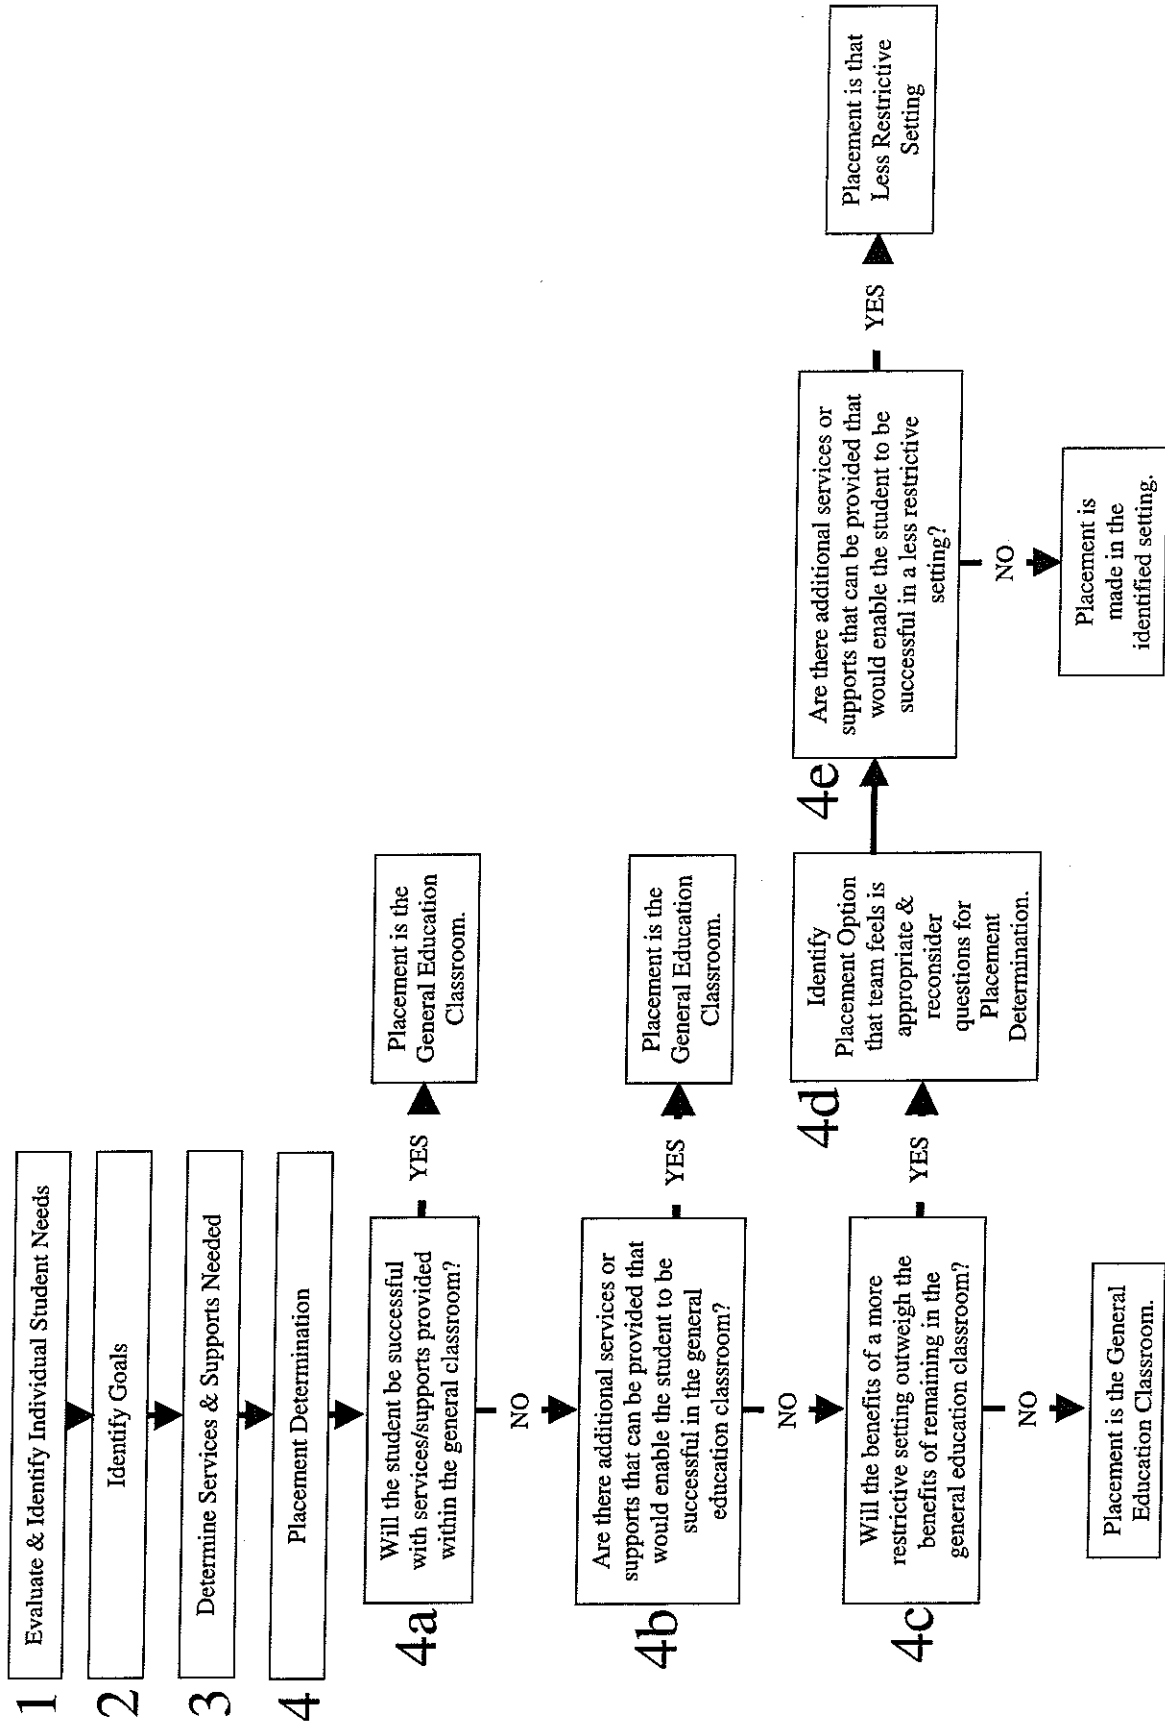 1
Evaluate & Identify Individual Student Needs
2
Identify Goals
3
Determine Services & Supports Needed
4
Placement Determination
4a
Will the student be successful
with services/supports provided
within the general classroom?
YES
Placement is the
General Education
Classroom.
NO
4b
Are there additional services or
supports that can be provided that
would enable the student to be
successful in the general
education classroom?
YES
Placement is the
General Education
Classroom.
NO
4c
Will the benefits of a more
restrictive setting outweigh the
benefits of remaining in the
general education classroom?
YES
4d
Identify
Placement Option
that team feels is
appropriate &
reconsider
questions for
Placement
Determination.
4e
Are there additional services or
supports that can be provided that
would enable the student to be
successful in a less restrictive
setting?
YES
Placement is that
Less Restrictive
Setting
NO
Placement is
made in the
identified setting.
NO
Placement is the General
Education Classroom.